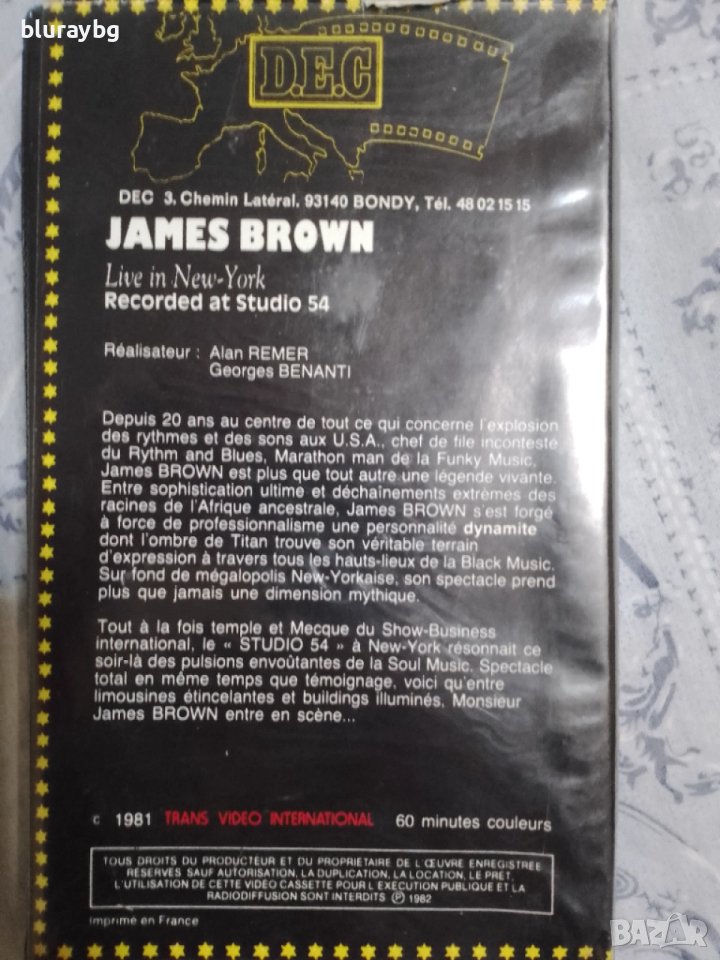 bluraybg
D.E.C
DEC 3, Chemin Latéral. 93140 BONDY, Tél. 48 02 15 15
JAMES BROWN
Live in New-York
Recorded at Studio 54
Réalisateur : Alan REMER
Georges BENANTI
Depuis 20 ans au centre de tout ce qui concerne l'explosion
des rythmes et des sons aux U.S.A., chef de file incontesté
du Rythm and Blues, Marathon man de la Funky Music,
James BROWN est plus que tout autre une légende vivante.
Entre sophistication ultime et déchaînements extrêmes des
racines de l'Afrique ancestrale, James BROWN s'est forgé
à force de professionnalisme une personnalité dynamite
dont l'ombre de Titan trouve son véritable terrain
d'expression à travers tous les hauts-lieux de la Black Music.
Sur fond de mégalopolis New-Yorkaise, son spectacle prend
plus que jamais une dimension mythique.
Tout à la fois temple et Mecque du Show-Business
international, le « STUDIO 54 » à New-York résonnait ce
soir-là des pulsions envoûtantes de la Soul Music. Spectacle
total en même temps que témoignage, voici qu'entre
limousines étincelantes et buildings illuminés, Monsieur
James BROWN entre en scène...
c 1981 TRANS VIDEO INTERNATIONAL 60 minutes couleurs
TOUS DROITS DU PRODUCTEUR ET DU PROPRIETAIRE DE L ŒUVRE ENREGISTREE
RESERVES SAUF AUTORISATION, LA DUPLICATION, LA LOCATION, LE PRET,
L'UTILISATION DE CETTE VIDEO CASSETTE POUR L EXECUTION PUBLIQUE ET LA
RADIODIFFUSION SONT INTERDITS Ⓟ 1982
Imprimé en France
BAZAR